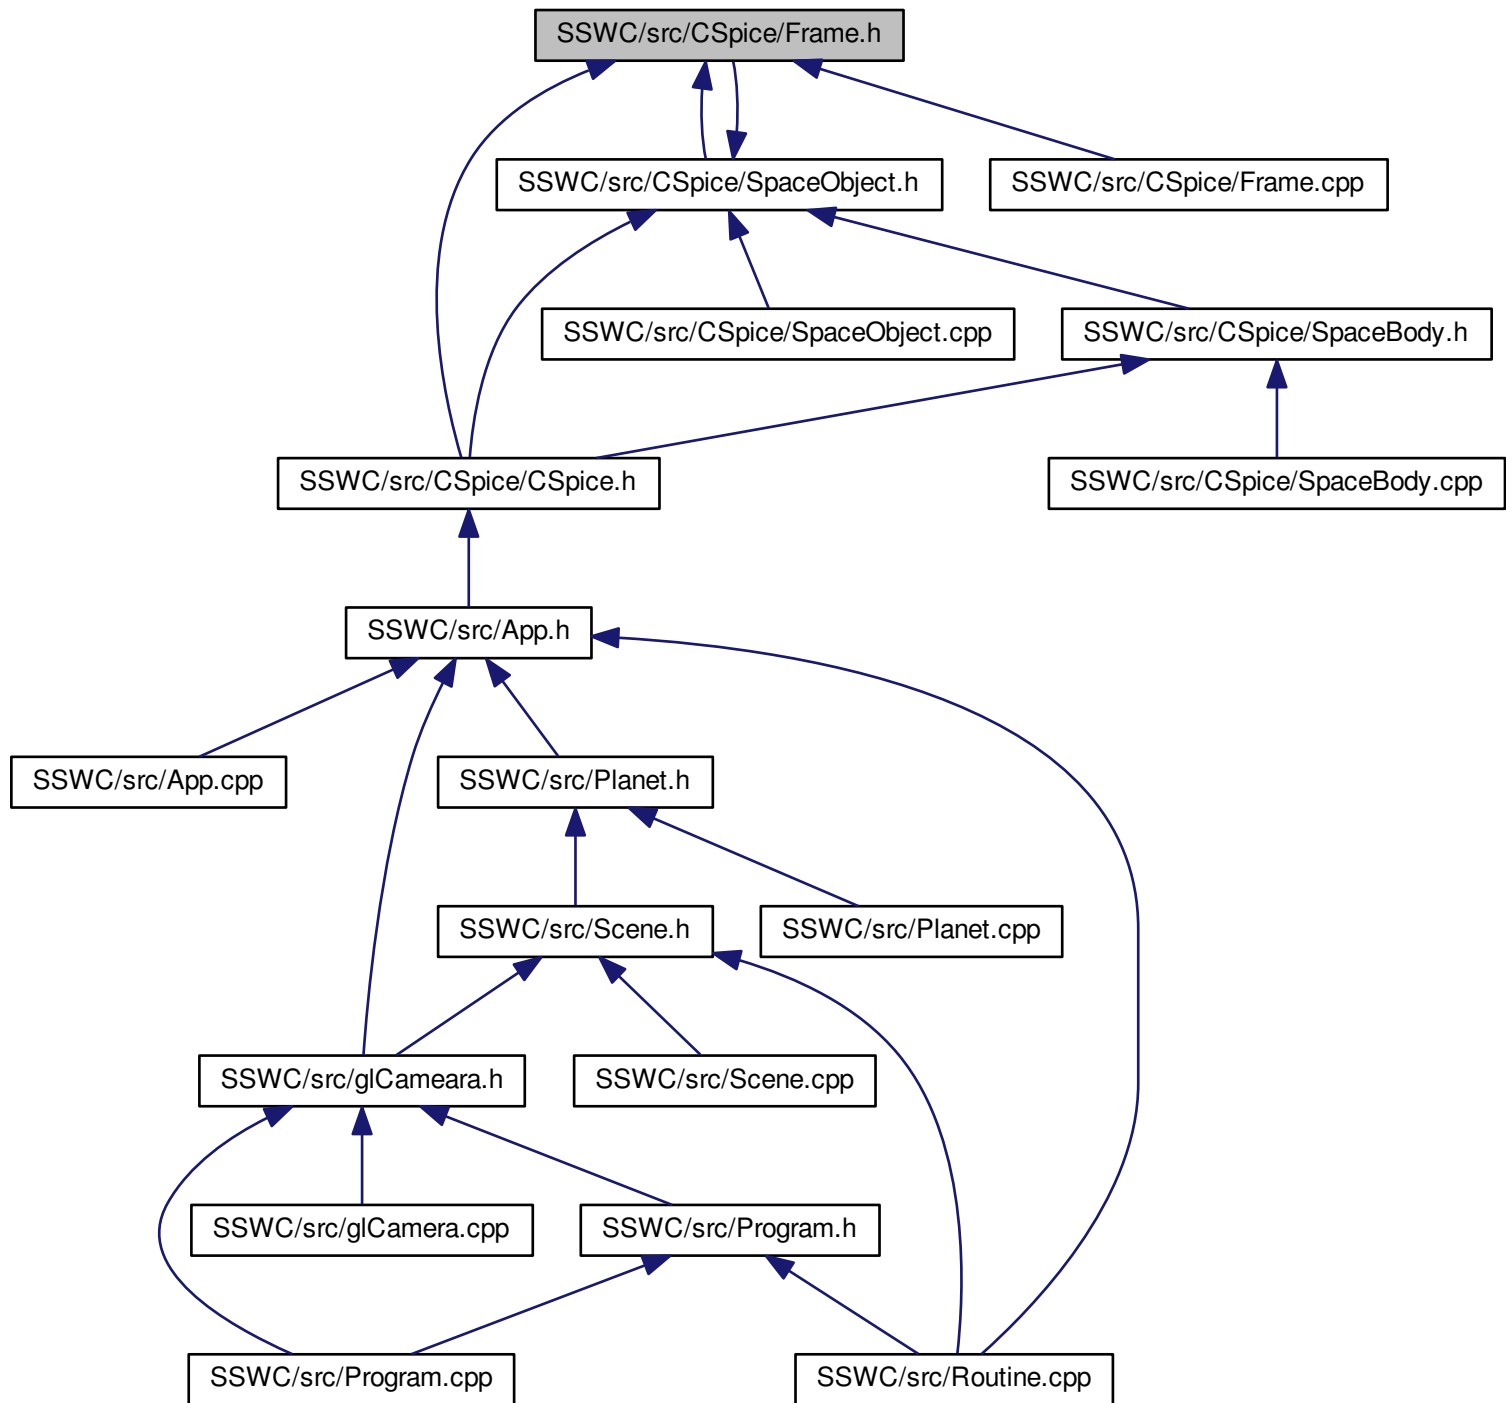 SSWC/src/CSpice/Frame.h
SSWC/src/CSpice/SpaceObject.h
SSWC/src/CSpice/Frame.cpp
SSWC/src/CSpice/SpaceObject.cpp
SSWC/src/CSpice/SpaceBody.h
SSWC/src/CSpice/CSpice.h
SSWC/src/CSpice/SpaceBody.cpp
SSWC/src/App.h
SSWC/src/App.cpp
SSWC/src/Planet.h
SSWC/src/Scene.h
SSWC/src/Planet.cpp
SSWC/src/glCameara.h
SSWC/src/Scene.cpp
SSWC/src/glCamera.cpp
SSWC/src/Program.h
SSWC/src/Program.cpp
SSWC/src/Routine.cpp